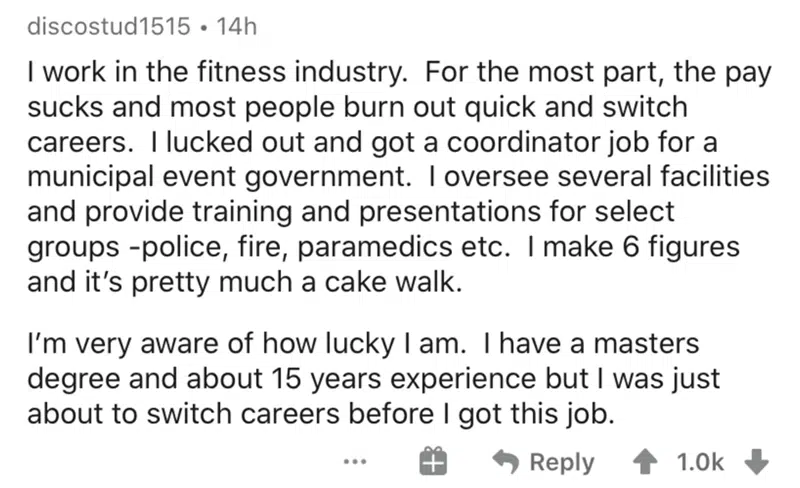 discostud1515 • 14h
I work in the fitness industry.  For the most part, the pay
sucks and most people burn out quick and switch
careers.  I lucked out and got a coordinator job for a
municipal event government.  I oversee several facilities
and provide training and presentations for select
groups -police, fire, paramedics etc.  I make 6 figures
and it's pretty much a cake walk.
I'm very aware of how lucky I am.  I have a masters
degree and about 15 years experience but I was just
about to switch careers before I got this job.
... Reply 1.0k